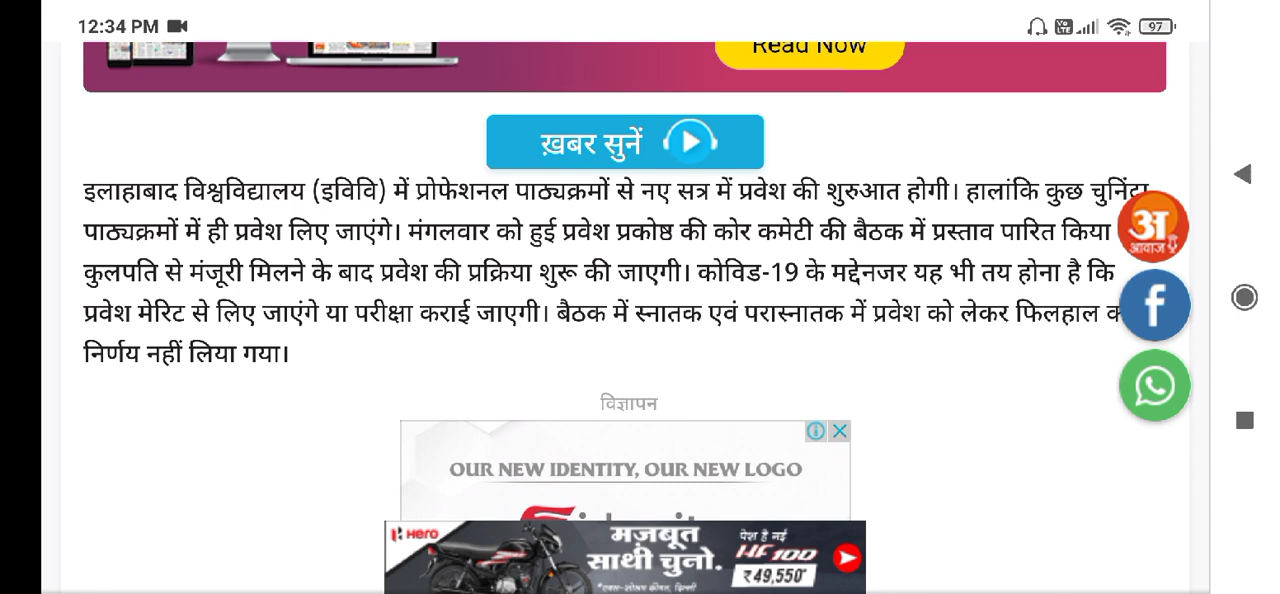 12:34 PM
97
Read Now
ख़बर सुनें
इलाहाबाद विश्वविद्यालय (इविवि) में प्रोफेशनल पाठ्यक्रमों से नए सत्र में प्रवेश की शुरुआत होगी। हालांकि कुछ चुनिंदा
पाठ्यक्रमों में ही प्रवेश लिए जाएंगे। मंगलवार को हुई प्रवेश प्रकोष्ठ की कोर कमेटी की बैठक में प्रस्ताव पारित किया
अ
आवाज
कुलपति से मंजूरी मिलने के बाद प्रवेश की प्रक्रिया शुरू की जाएगी। कोविड-19 के मद्देनजर यह भी तय होना है कि
प्रवेश मेरिट से लिए जाएंगे या परीक्षा कराई जाएगी। बैठक में स्नातक एवं परास्नातक में प्रवेश को लेकर फिलहाल
निर्णय नहीं लिया गया।
विज्ञापन
OUR NEW IDENTITY, OUR NEW LOGO
Hero
मज़बूत
साथी चुनो.
पेश है नई
HF 100
₹49,550*